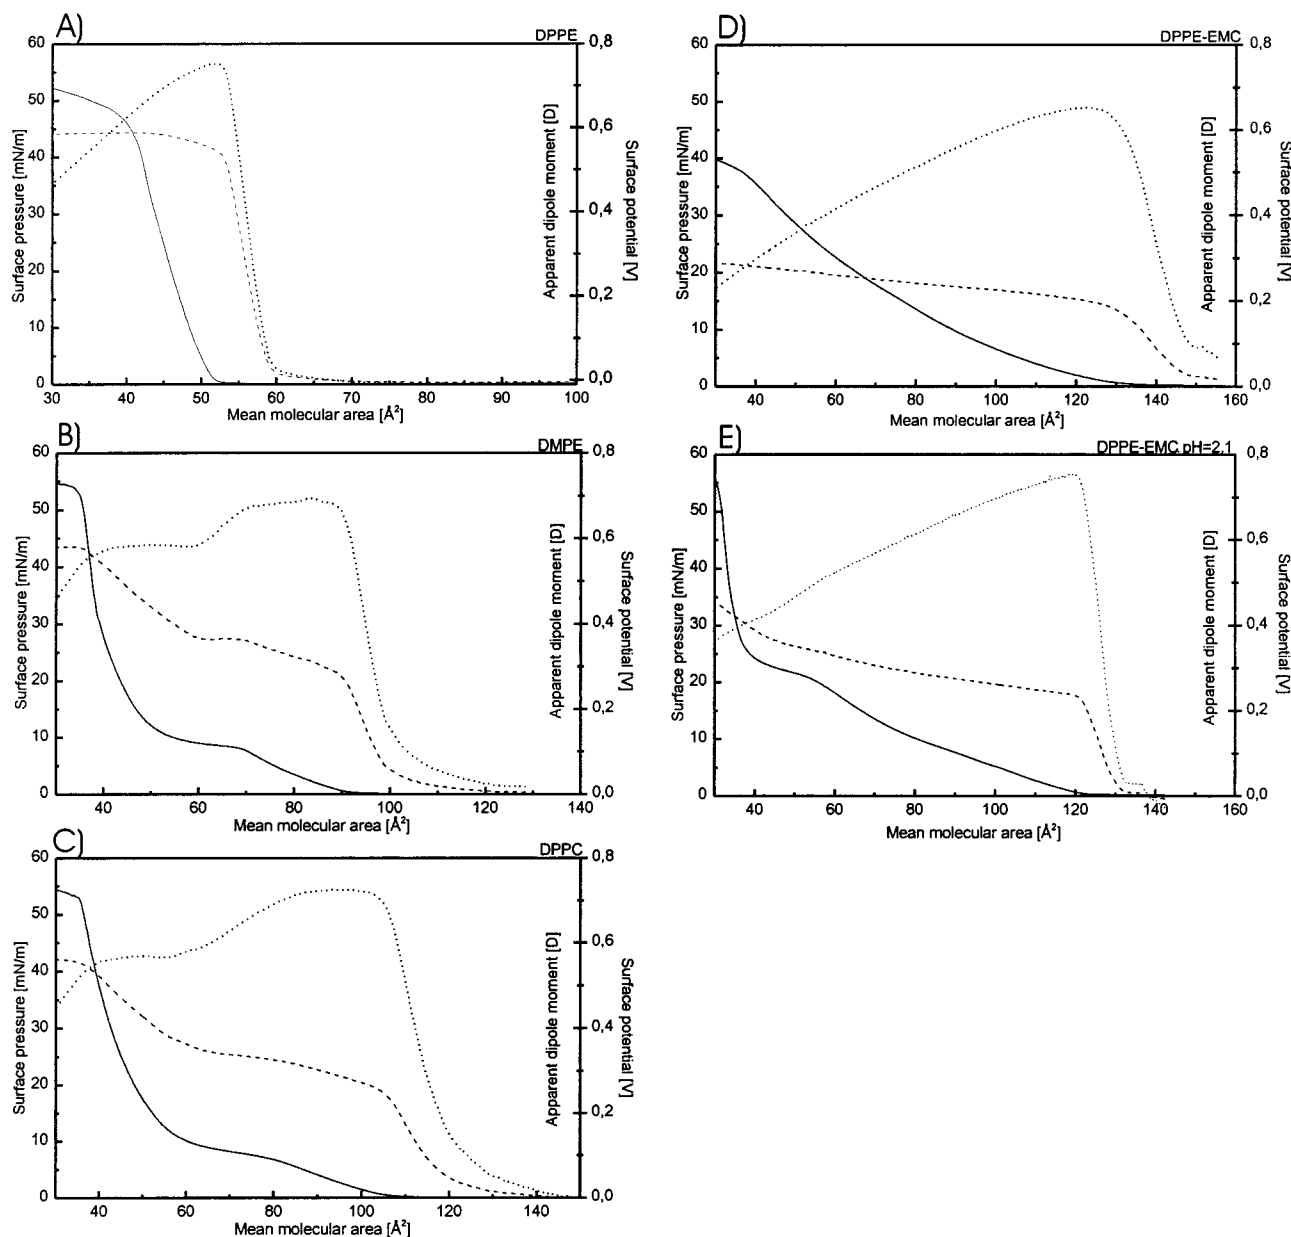 A)
DPPE
60
50
40
30
20
10
0
Surface pressure [mN/m]
0,8
0,6
0,4
0,2
0,0
Apparent dipole moment [D]
Surface potential [V]
30 40 50 60 70 80 90 100
Mean molecular area [Å²]
B)
DMPE
60
50
40
30
20
10
0
Surface pressure [mN/m]
0,8
0,6
0,4
0,2
0,0
Apparent dipole moment [D]
Surface potential [V]
40 60 80 100 120 140
Mean molecular area [Å²]
C)
DPPC
60
50
40
30
20
10
0
Surface pressure [mN/m]
0,8
0,6
0,4
0,2
0,0
Apparent dipole moment [D]
Surface potential [V]
40 60 80 100 120 140
Mean molecular area [Å²]
D)
DPPE-EMC
60
50
40
30
20
10
0
Surface pressure [mN/m]
0,8
0,6
0,4
0,2
0,0
Apparent dipole moment [D]
Surface potential [V]
40 60 80 100 120 140 160
Mean molecular area [Å²]
E)
DPPE-EMC pH=2.1
60
50
40
30
20
10
0
Surface pressure [mN/m]
0,8
0,6
0,4
0,2
0,0
Apparent dipole moment [D]
Surface potential [V]
40 60 80 100 120 140 160
Mean molecular area [Å²]